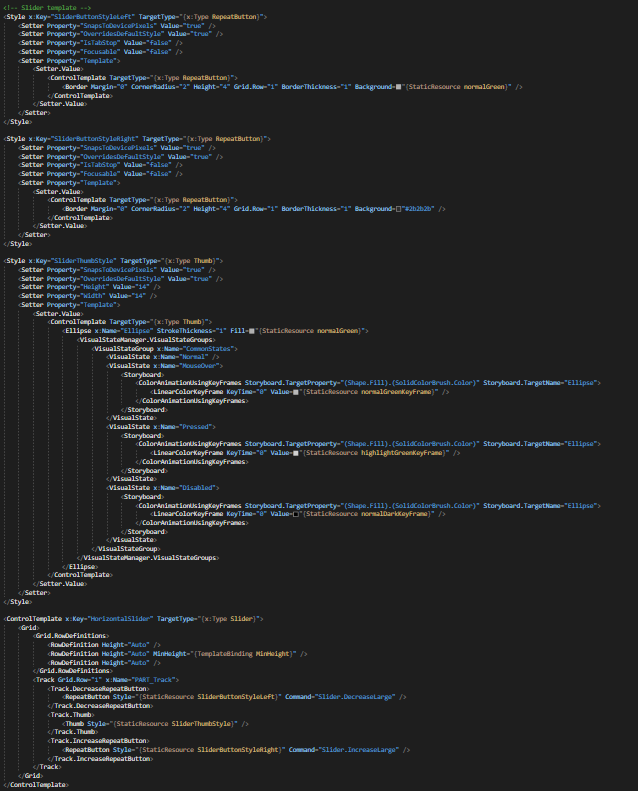 <!-- Slider template -->
<Style x:Key="SliderButtonStyleLeft" TargetType="{x:Type RepeatButton}">
<Setter Property="SnapsToDevicePixels" Value="true" />
<Setter Property="OverridesDefaultStyle" Value="true" />
<Setter Property="IsTabStop" Value="false" />
<Setter Property="Focusable" Value="false" />
<Setter Property="Template">
<Setter.Value>
<ControlTemplate TargetType="{x:Type RepeatButton}">
<Border Margin="0" CornerRadius="2" Height="4" Grid.Row="1" BorderThickness="1" Background="{StaticResource normalGreen}" />
</ControlTemplate>
</Setter.Value>
</Setter>
</Style>
<Style x:Key="SliderButtonStyleRight" TargetType="{x:Type RepeatButton}">
<Setter Property="SnapsToDevicePixels" Value="true" />
<Setter Property="OverridesDefaultStyle" Value="true" />
<Setter Property="IsTabStop" Value="false" />
<Setter Property="Focusable" Value="false" />
<Setter Property="Template">
<Setter.Value>
<ControlTemplate TargetType="{x:Type RepeatButton}">
<Border Margin="0" CornerRadius="2" Height="4" Grid.Row="1" BorderThickness="1" Background="#2b2b2b" />
</ControlTemplate>
</Setter.Value>
</Setter>
</Style>
<Style x:Key="SliderThumbStyle" TargetType="{x:Type Thumb}">
<Setter Property="SnapsToDevicePixels" Value="true" />
<Setter Property="OverridesDefaultStyle" Value="true" />
<Setter Property="Height" Value="14" />
<Setter Property="Width" Value="14" />
<Setter Property="Template">
<Setter.Value>
<ControlTemplate TargetType="{x:Type Thumb}">
<Ellipse x:Name="Ellipse" StrokeThickness="1" Fill="{StaticResource normalGreen}">
<VisualStateManager.VisualStateGroups>
<VisualStateGroup x:Name="CommonStates">
<VisualState x:Name="Normal" />
<VisualState x:Name="MouseOver">
<Storyboard>
<ColorAnimationUsingKeyFrames Storyboard.TargetProperty="(Shape.Fill).(SolidColorBrush.Color)" Storyboard.TargetName="Ellipse">
<LinearColorKeyFrame KeyTime="0" Value="{StaticResource normalGreenKeyFrame}" />
</ColorAnimationUsingKeyFrames>
</Storyboard>
</VisualState>
<VisualState x:Name="Pressed">
<Storyboard>
<ColorAnimationUsingKeyFrames Storyboard.TargetProperty="(Shape.Fill).(SolidColorBrush.Color)" Storyboard.TargetName="Ellipse">
<LinearColorKeyFrame KeyTime="0" Value="{StaticResource highlightGreenKeyFrame}" />
</ColorAnimationUsingKeyFrames>
</Storyboard>
</VisualState>
<VisualState x:Name="Disabled">
<Storyboard>
<ColorAnimationUsingKeyFrames Storyboard.TargetProperty="(Shape.Fill).(SolidColorBrush.Color)" Storyboard.TargetName="Ellipse">
<LinearColorKeyFrame KeyTime="0" Value="{StaticResource normalDarkKeyFrame}" />
</ColorAnimationUsingKeyFrames>
</Storyboard>
</VisualState>
</VisualStateGroup>
</VisualStateManager.VisualStateGroups>
</Ellipse>
</ControlTemplate>
</Setter.Value>
</Setter>
</Style>
<ControlTemplate x:Key="HorizontalSlider" TargetType="{x:Type Slider}">
<Grid>
<Grid.RowDefinitions>
<RowDefinition Height="Auto" />
<RowDefinition Height="Auto" MinHeight="{TemplateBinding MinHeight}" />
<RowDefinition Height="Auto" />
</Grid.RowDefinitions>
<Track Grid.Row="1" x:Name="PART_Track">
<Track.DecreaseRepeatButton>
<RepeatButton Style="{StaticResource SliderButtonStyleLeft}" Command="Slider.DecreaseLarge" />
</Track.DecreaseRepeatButton>
<Track.Thumb>
<Thumb Style="{StaticResource SliderThumbStyle}" />
</Track.Thumb>
<Track.IncreaseRepeatButton>
<RepeatButton Style="{StaticResource SliderButtonStyleRight}" Command="Slider.IncreaseLarge" />
</Track.IncreaseRepeatButton>
</Track>
</Grid>
</ControlTemplate>